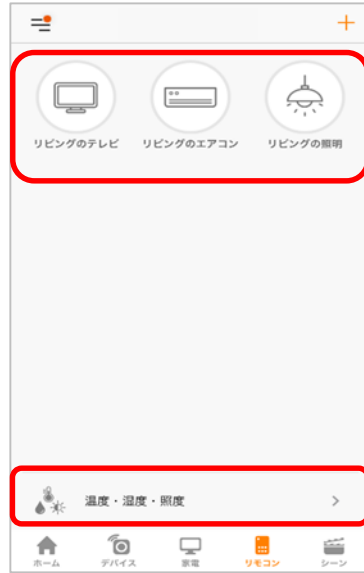 リビングのテレビ リビングのエアコン リビングの照明
温度・湿度・照度
ホーム デバイス 家電 リモコン シーン